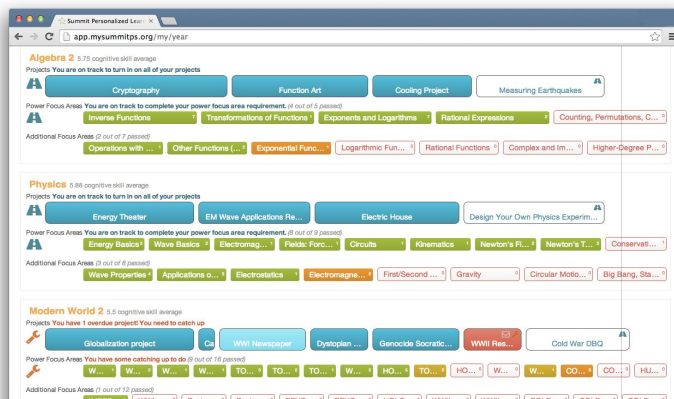 Summit Personalized Learn
app.mysummitps.org/my/year
Algebra 2 5.75 cognitive skill average
Projects You are on track to turn in on all of your projects
Cryptography Function Art Cooling Project Measuring Earthquakes
Power Focus Areas You are on track to complete your power focus area requirement. (4 out of 5 passed)
Inverse Functions Transformations of Functions Exponents and Logarithms Rational Expressions Counting, Permutations, C...
Additional Focus Areas (2 out of 7 passed)
Operations with ... Other Functions (... Exponential Func... Logarithmic Fun... Rational Functions Complex and Im... Higher-Degree P...
Physics 5.88 cognitive skill average
Projects You are on track to turn in on all of your projects
Energy Theater EM Wave Applications Re... Electric House Design Your Own Physics Experim...
Power Focus Areas You are on track to complete your power focus area requirement. (8 out of 9 passed)
Energy Basics Wave Basics Electromag... Fields: Forc... Circuits Kinematics Newton's Fi... Newton's T... Conservati...
Additional Focus Areas (3 out of 8 passed)
Wave Properties Applications o... Electrostatics Electromagne... First/Second ... Gravity Circular Motio... Big Bang, Sta...
Modern World 2 5.5 cognitive skill average
Projects You have 1 overdue project! You need to catch up
Globalization project Ca WWI Newspaper Dystopian ... Genocide Socratic... WWII Res... Cold War DBQ
Power Focus Areas You have some catching up to do (9 out of 16 passed)
W... W... W... W... TO... TO... TO... W... HO... TO... HO... W... W... CO... CO... HU...
Additional Focus Areas (1 out of 12 passed)